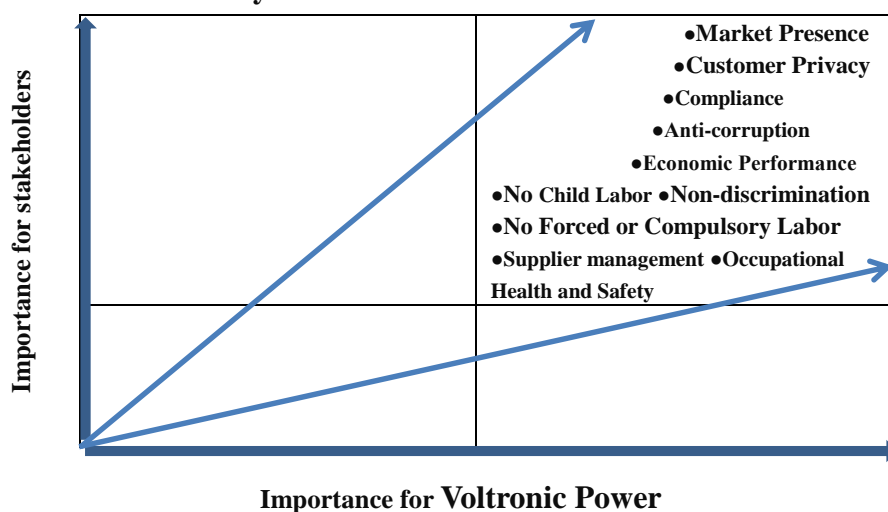 ●Market Presence
●Customer Privacy
●Compliance
●Anti-corruption
●Economic Performance
●No Child Labor ●Non-discrimination
●No Forced or Compulsory Labor
●Supplier management ●Occupational
Health and Safety
Importance for stakeholders
Importance for Voltronic Power